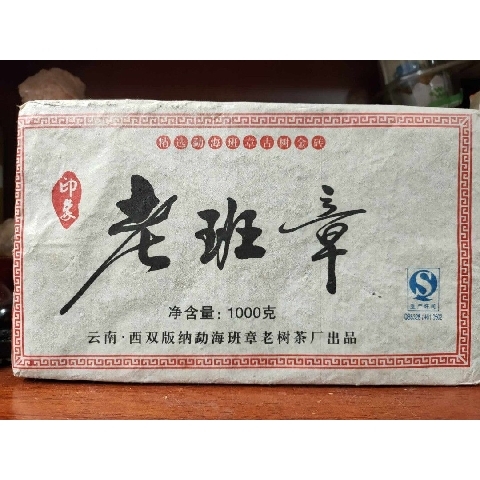 精选勐海班章古树金砖
印象
老班章
净含量：1000克
云南·西双版纳勐海班章老树茶厂出品